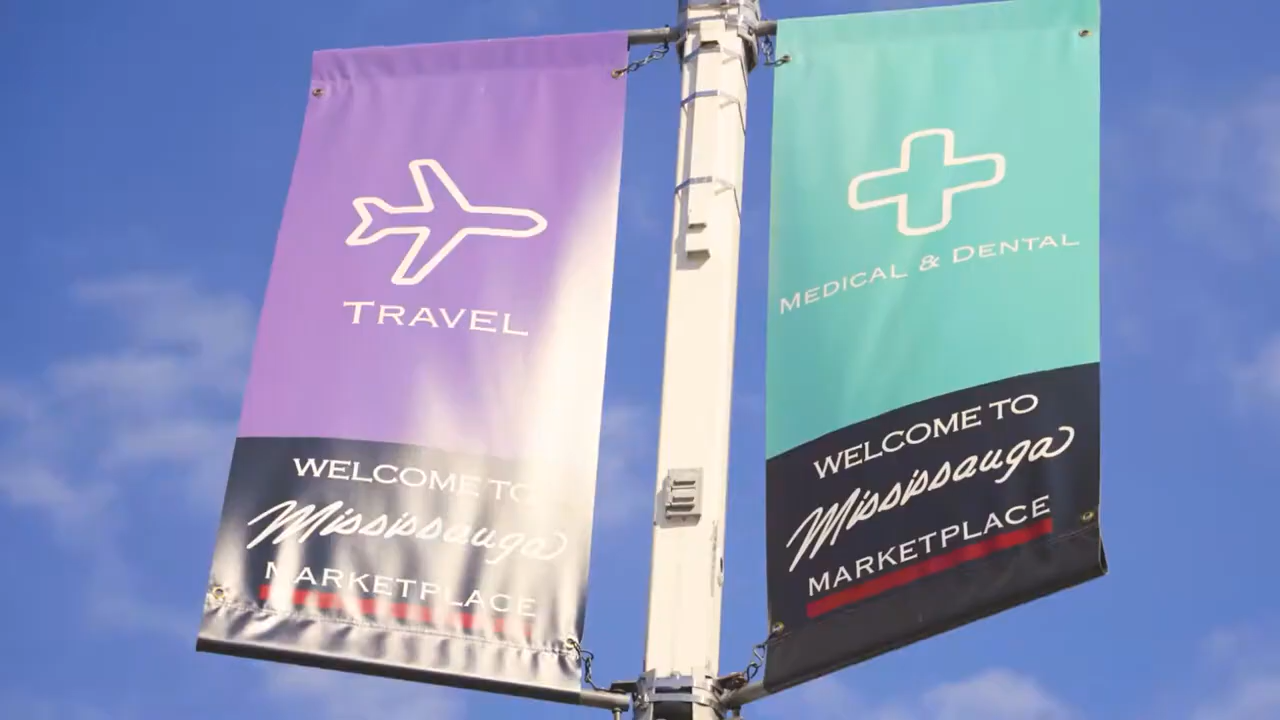 TRAVEL
WELCOME TO
Mississauga
MARKETPLACE
MEDICAL & DENTAL
WELCOME TO
Mississauga
MARKETPLACE